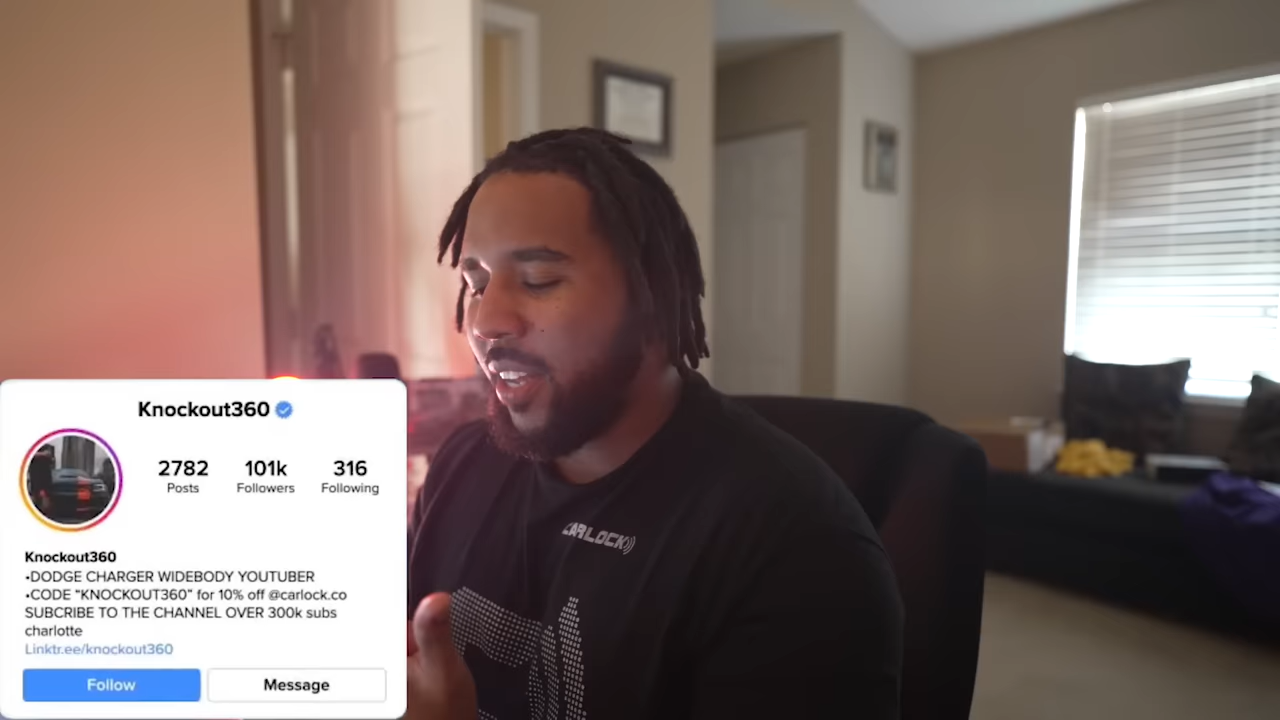 Knockout360
2782 101k 316
Posts Followers Following
Knockout360
•DODGE CHARGER WIDEBODY YOUTUBER
•CODE "KNOCKOUT360" for 10% off @carlock.co
SUBCRIBE TO THE CHANNEL OVER 300k subs
charlotte
Linktr.ee/knockout360
Follow Message
CARLOCK